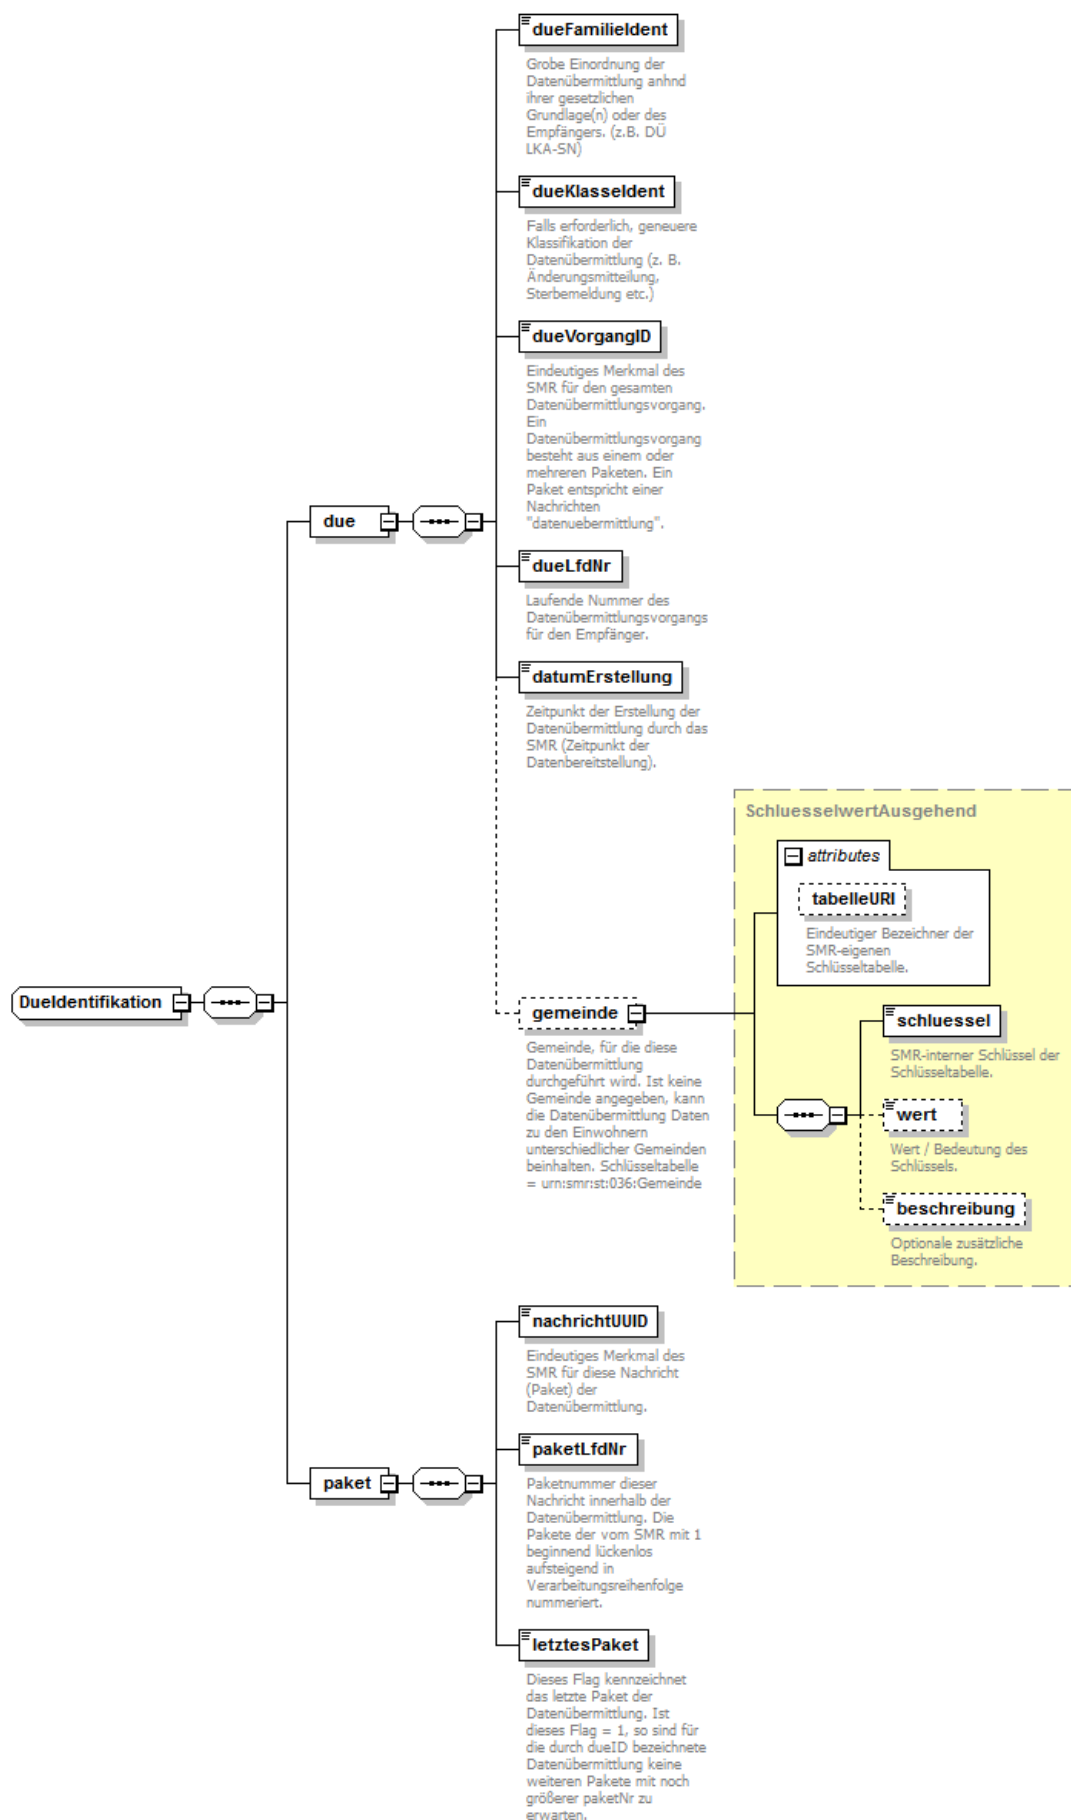 dueFamilieIdent
Grobe Einordnung der
Datenübermittlung anhnd
ihrer gesetzlichen
Grundlage(n) oder des
Empfängers. (z.B. DÜ
LKA-SN)
dueKlasseIdent
Falls erforderlich, geneuere
Klassifikation der
Datenübermittlung (z. B.
Änderungsmitteilung,
Sterbemeldung etc.)
dueVorgangID
Eindeutiges Merkmal des
SMR für den gesamten
Datenübermittlungsvorgang.
Ein
Datenübermittlungsvorgang
besteht aus einem oder
mehreren Paketen. Ein
Paket entspricht einer
Nachrichten
"datenuebermittlung".
due
dueLfdNr
Laufende Nummer des
Datenübermittlungsvorgangs
für den Empfänger.
datumErstellung
Zeitpunkt der Erstellung der
Datenübermittlung durch das
SMR (Zeitpunkt der
Datenbereitstellung).
SchluesselwertAusgehend
attributes
tabelleURI
Eindeutiger Bezeichner der
SMR-eigenen
Schlüsseltabelle.
DueIdentifikation
gemeinde
Gemeinde, für die diese
Datenübermittlung
durchgeführt wird. Ist keine
Gemeinde angegeben, kann
die Datenübermittlung Daten
zu den Einwohnern
unterschiedlicher Gemeinden
beinhalten. Schlüseltabelle
= urn:smr:st:036:Gemeinde
schluessel
SMR-interner Schlüssel der
Schlüsseltabelle.
wert
Wert / Bedeutung des
Schlüssels.
beschreibung
Optionale zusätzliche
Beschreibung.
nachrichtUUID
Eindeutiges Merkmal des
SMR für diese Nachricht
(Paket) der
Datenübermittlung.
paket
paketLfdNr
Paketnummer dieser
Nachricht innerhalb der
Datenübermittlung. Die
Pakete der vom SMR mit 1
beginnend lückenlos
aufsteigend in
Verarbeitungsreihenfolge
nummeriert.
letztesPaket
Dieses Flag kennzeichnet
das letzte Paket der
Datenübermittlung. Ist
dieses Flag = 1, so sind für
die durch dueID bezeichnete
Datenübermittlung keine
weiteren Pakete mit noch
größerer paketNr zu
erwarten.